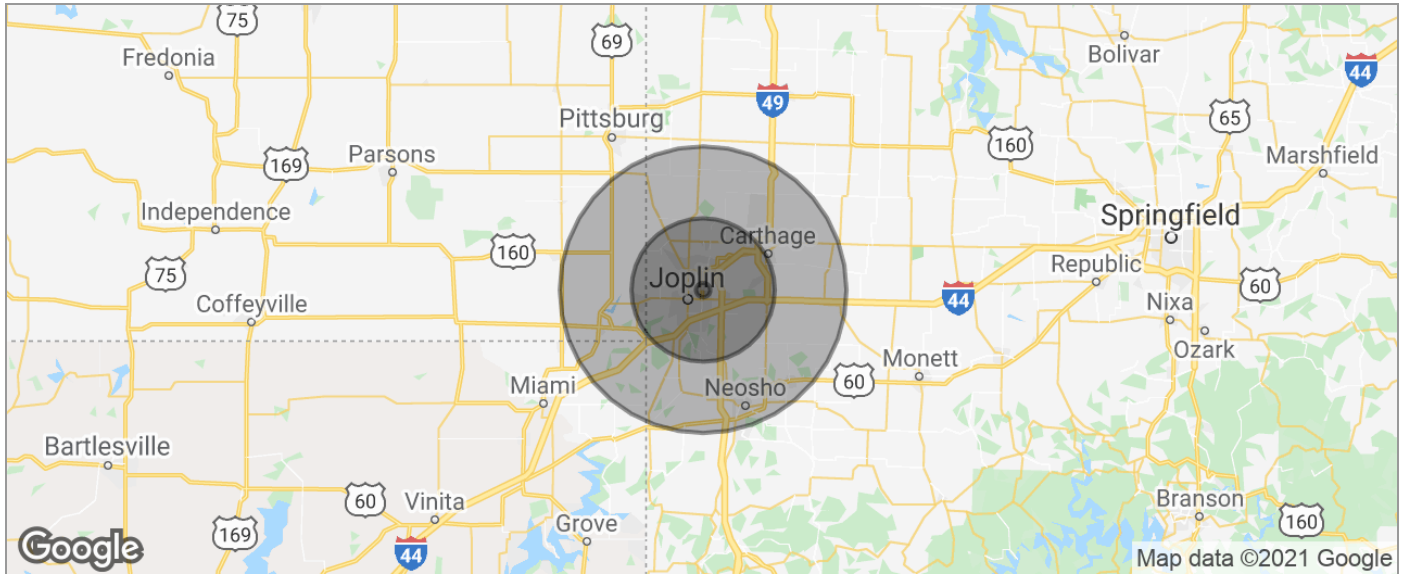 75
69
Bolivar
Fredonia
44
49
Pittsburg
65
160
Parsons
169
Marshfield
Independence
Springfield
Carthage
160
Republic
75
Joplin
60
44
Coffeyville
Nixa
Ozark
Monett
Miami
60
Neosho
Bartlesville
60
Vinita
Branson
Grove
160
169
44
Google
Map data ©2021 Google